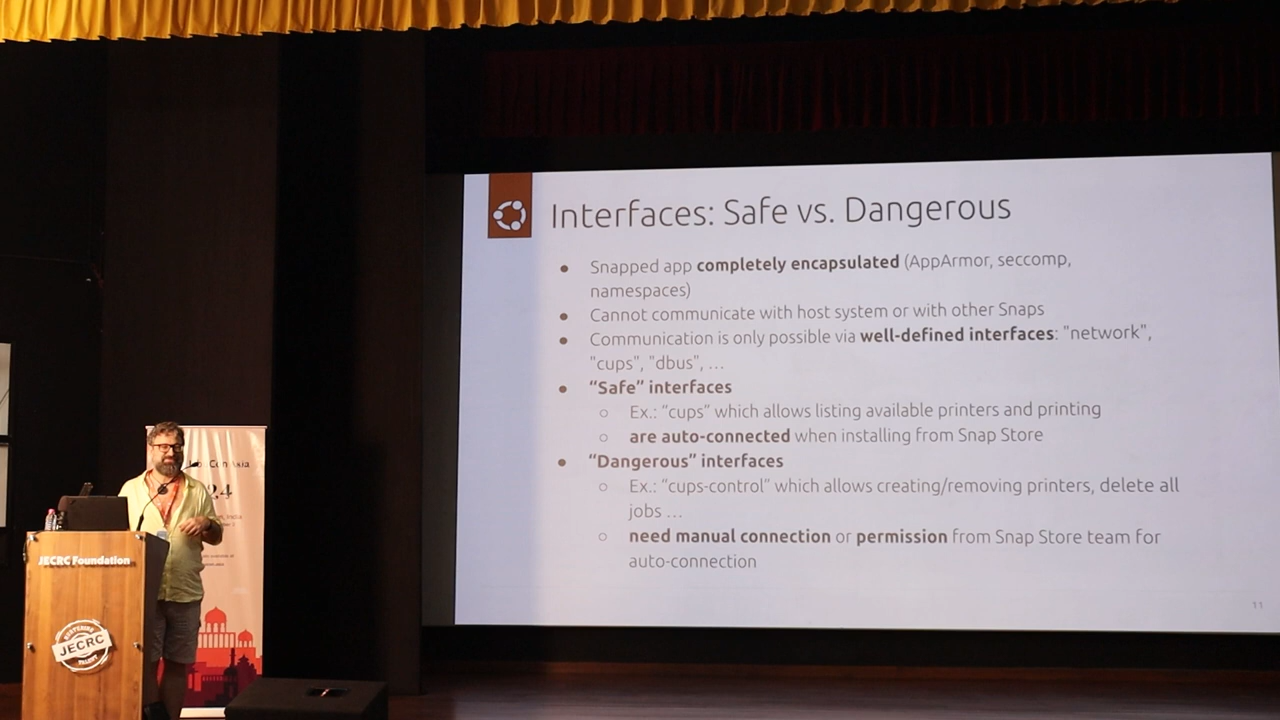 Interfaces: Safe vs. Dangerous
● Snapped app completely encapsulated (AppArmor, seccomp,
namespaces)
● Cannot communicate with host system or with other Snaps
● Communication is only possible via well-defined interfaces: "network",
"cups", "dbus", …
● “Safe” interfaces
○ Ex.: “cups” which allows listing available printers and printing
○ are auto-connected when installing from Snap Store
● “Dangerous” interfaces
○ Ex.: “cups-control” which allows creating/removing printers, delete all
jobs …
○ need manual connection or permission from Snap Store team for
auto-connection
11
Con Asia
24
JECRC Foundation
JECRC